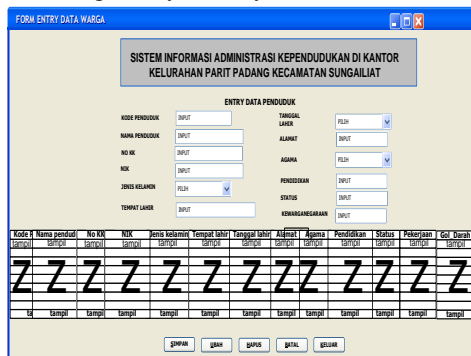 FORM ENTRY DATA WARGA
SISTEM INFORMASI ADMINISTRASI KEPENDUDUKAN DI KANTOR
KELURAHAN PARIT PADANG KECAMATAN SUNGAILIAT
ENTRY DATA PENDUDUK
KODE PENDUDUK INPUT
NAMA PENDUDUK INPUT
NO KK INPUT
NIK INPUT
JENIS KELAMIN PILIH
TEMPAT LAHIR INPUT
TANGGAL
LAHIR PILIH
ALAMAT INPUT
AGAMA PILIH
PENDIDIKAN INPUT
STATUS INPUT
KEWARGANEGARAAN INPUT
Kode P Nama pendud No KK NIK Jenis kelamin Tempat lahir Tanggal lahir Alamat Agama Pendidikan Status Pekerjaan Gol_Darah
tampil tampil tampil tampil tampil tampil tampil tampil tampil tampil tampil tampil tampil
Z Z Z Z Z Z Z Z Z Z Z Z Z
ta tampil tampil tampil tampil tampil tampil tampil tampil tampil tampil tampil tampil
SIMPAN UBAH HAPUS BATAL KELUAR